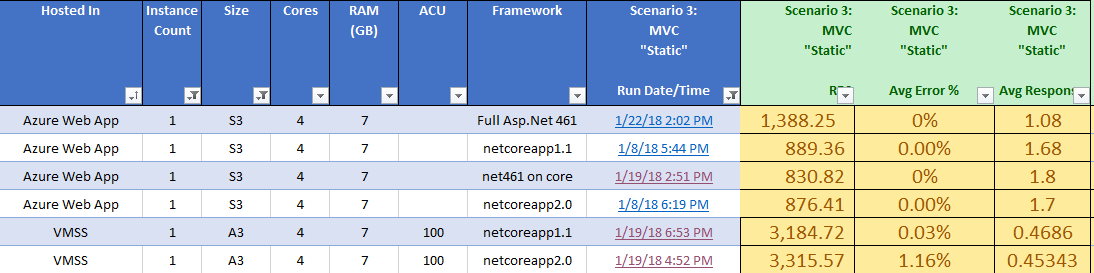 Hosted In Instance Count Size Cores RAM (GB) ACU Framework Scenario 3: MVC "Static" Run Date/Time Scenario 3: MVC "Static" Scenario 3: MVC "Static" Avg Error % Scenario 3: MVC "Static" Avg Respons
Azure Web App 1 S3 4 7 Full Asp.Net 461 1/22/18 2:02 PM 1,388.25 0% 1.08
Azure Web App 1 S3 4 7 netcoreapp1.1 1/8/18 5:44 PM 889.36 0.00% 1.68
Azure Web App 1 S3 4 7 net461 on core 1/19/18 2:51 PM 830.82 0% 1.8
Azure Web App 1 S3 4 7 netcoreapp2.0 1/8/18 6:19 PM 876.41 0.00% 1.7
VMSS 1 A3 4 7 100 netcoreapp1.1 1/19/18 6:53 PM 3,184.72 0.03% 0.4686
VMSS 1 A3 4 7 100 netcoreapp2.0 1/19/18 4:52 PM 3,315.57 1.16% 0.45343